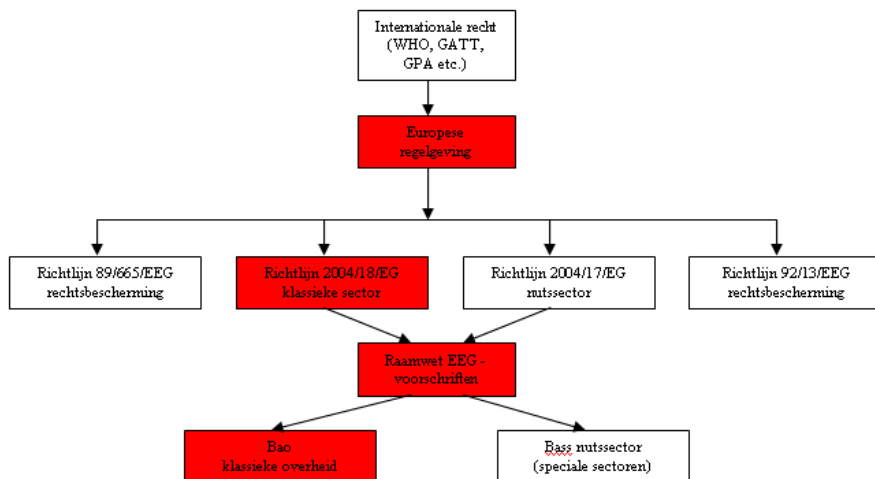 Internationale recht
(WHO, GATT,
GPA etc.)
Europese
regelgeving
Richtlijn 89/665/EEG
rechtsbescherming
Richtlijn 2004/18/EG
klassieke sector
Richtlijn 2004/17/EG
nutssector
Richtlijn 92/13/EEG
rechtsbescherming
Raamwet EEG -
voorschriften
Bao
klassieke overheid
Bass nutssector
(speciale sectoren)